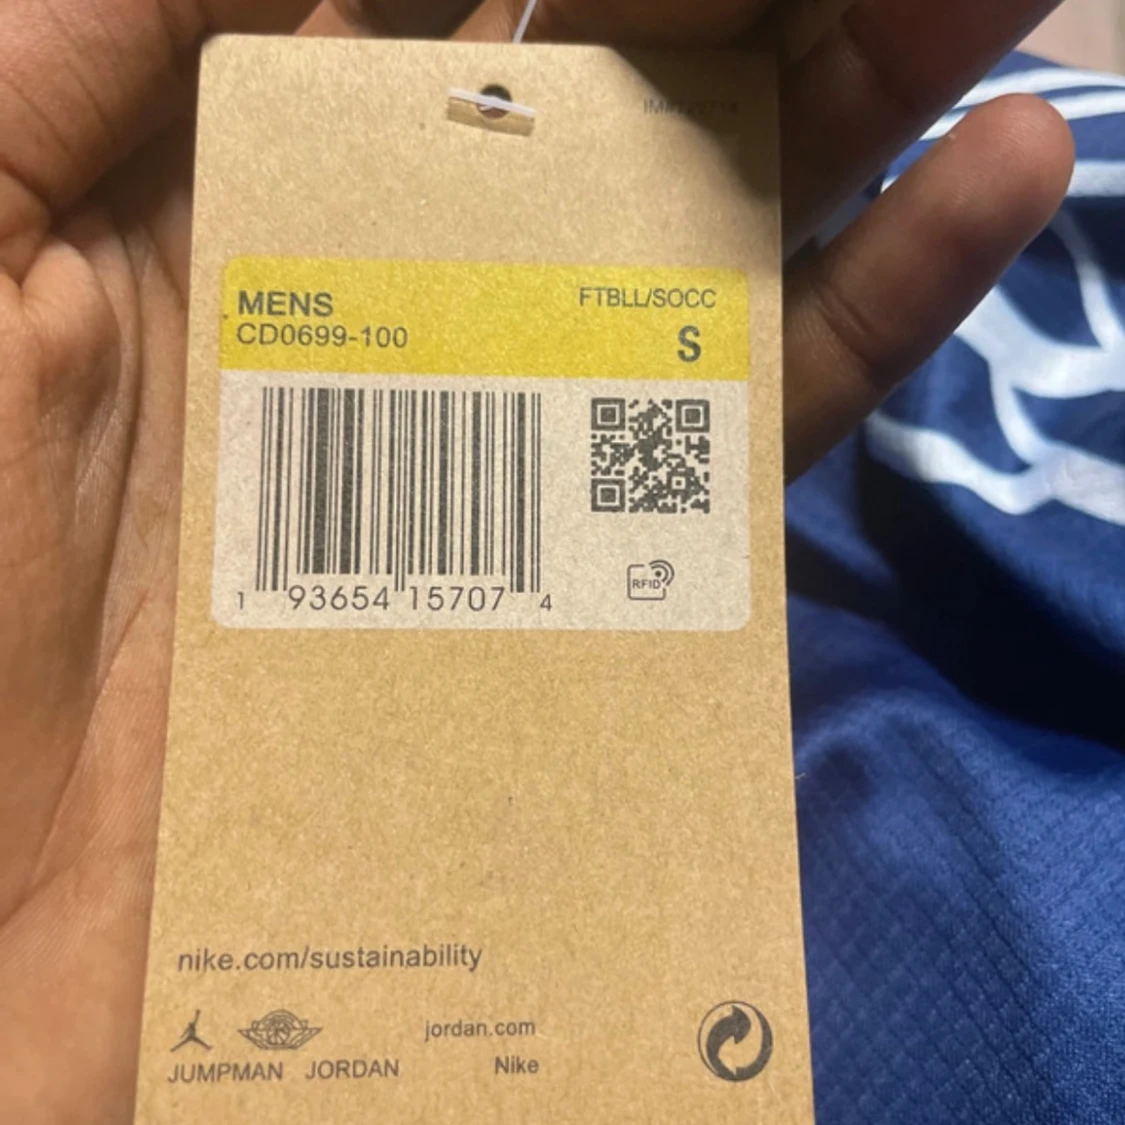 MENS
FTBLL/SOCC
CD0699-100
S
1 93654 15707 4
RFID
nike.com/sustainability
jordan.com
JUMPMAN JORDAN Nike